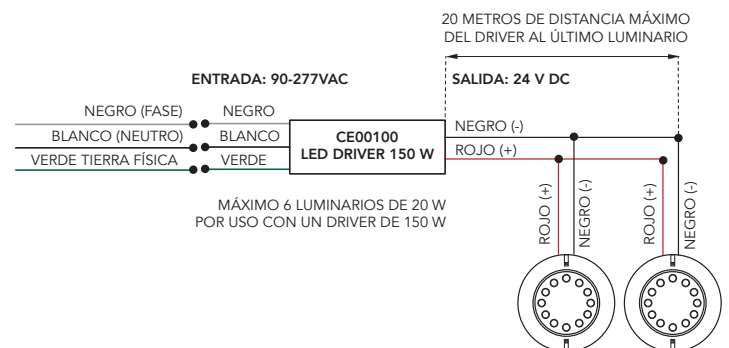 20 METROS DE DISTANCIA MÁXIMO
DEL DRIVER AL ÚLTIMO LUMINARIO
ENTRADA: 90-277VAC
SALIDA: 24 V DC
NEGRO (FASE)
NEGRO
BLANCO (NEUTRO)
BLANCO
VERDE TIERRA FÍSICA
VERDE
CE00100
LED DRIVER 150 W
NEGRO (-)
ROJO (+)
MÁXIMO 6 LUMINARIOS DE 20 W
POR USO CON UN DRIVER DE 150 W
ROJO (+)
NEGRO (-)
ROJO (+)
NEGRO (-)